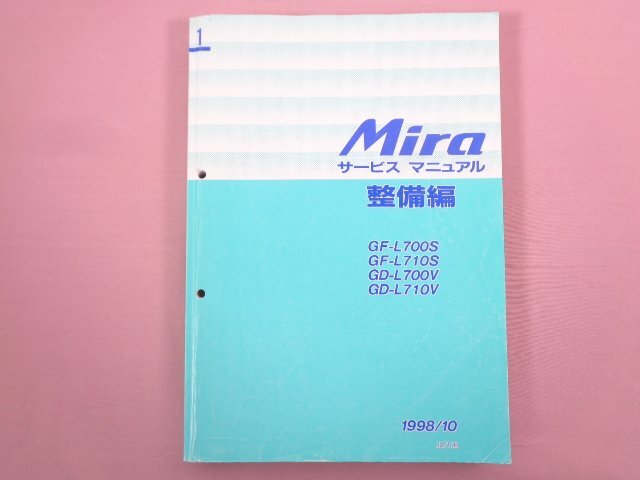 1
Mira
サービス マニュアル
整備編
GF-L700S
GF-L710S
GD-L700V
GD-L710V
1998/10